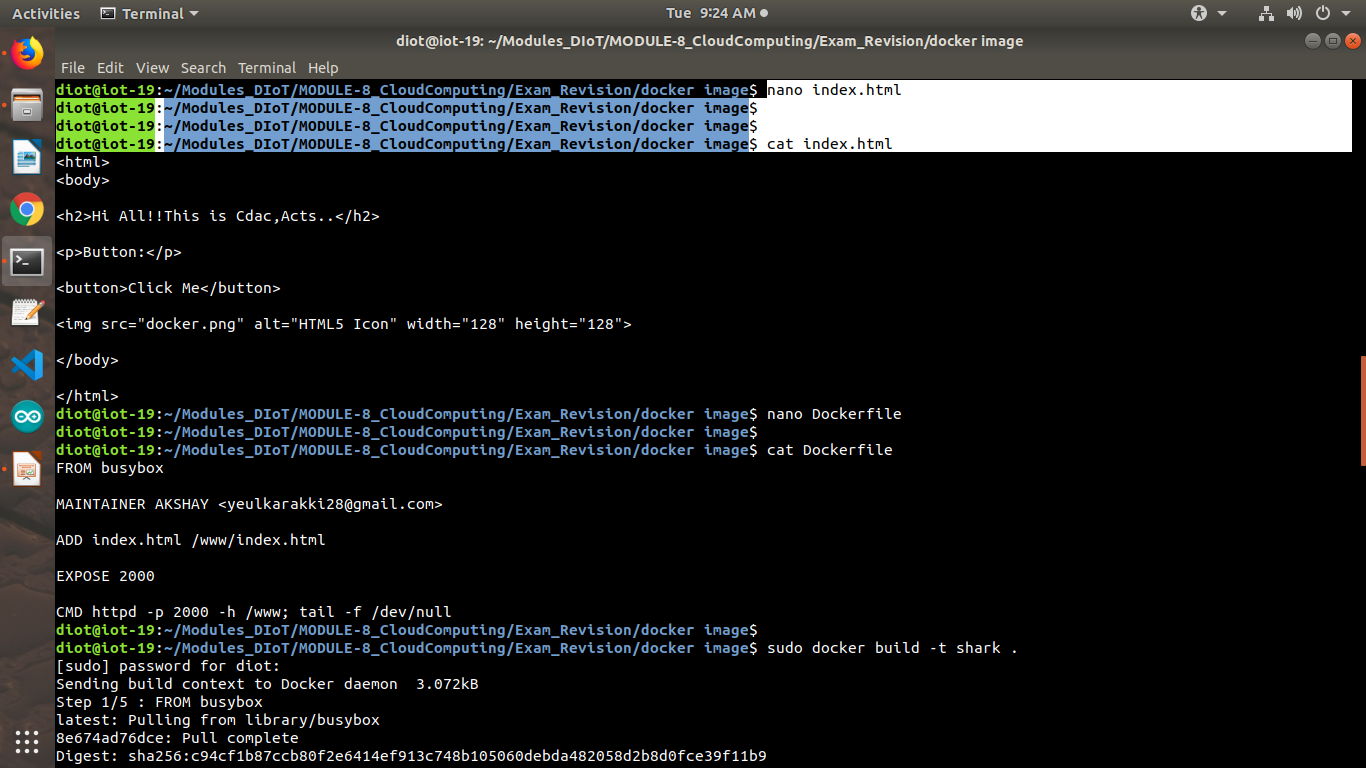 Activities Terminal Tue 9:24 AM
diot@iot-19: ~/Modules_DIoT/MODULE-8_CloudComputing/Exam_Revision/docker image
File Edit View Search Terminal Help
diot@iot-19:~/Modules_DIoT/MODULE-8_CloudComputing/Exam_Revision/docker image$ nano index.html
diot@iot-19:~/Modules_DIoT/MODULE-8_CloudComputing/Exam_Revision/docker image$
diot@iot-19:~/Modules_DIoT/MODULE-8_CloudComputing/Exam_Revision/docker image$
diot@iot-19:~/Modules_DIoT/MODULE-8_CloudComputing/Exam_Revision/docker image$ cat index.html
<html>
<body>
<h2>Hi All!!This is Cdac,Acts..</h2>
<p>Button:</p>
<button>Click Me</button>
<img src="docker.png" alt="HTML5 Icon" width="128" height="128">
</body>
</html>
diot@iot-19:~/Modules_DIoT/MODULE-8_CloudComputing/Exam_Revision/docker image$ nano Dockerfile
diot@iot-19:~/Modules_DIoT/MODULE-8_CloudComputing/Exam_Revision/docker image$
diot@iot-19:~/Modules_DIoT/MODULE-8_CloudComputing/Exam_Revision/docker image$ cat Dockerfile
FROM busybox
MAINTAINER AKSHAY <yeulkarakki28@gmail.com>
ADD index.html /www/index.html
EXPOSE 2000
CMD httpd -p 2000 -h /www; tail -f /dev/null
diot@iot-19:~/Modules_DIoT/MODULE-8_CloudComputing/Exam_Revision/docker image$
diot@iot-19:~/Modules_DIoT/MODULE-8_CloudComputing/Exam_Revision/docker image$ sudo docker build -t shark .
[sudo] password for diot:
Sending build context to Docker daemon  3.072kB
Step 1/5 : FROM busybox
latest: Pulling from library/busybox
8e674ad76dce: Pull complete
Digest: sha256:c94cf1b87ccb80f2e6414ef913c748b105060debda482058d2b8d0fce39f11b9